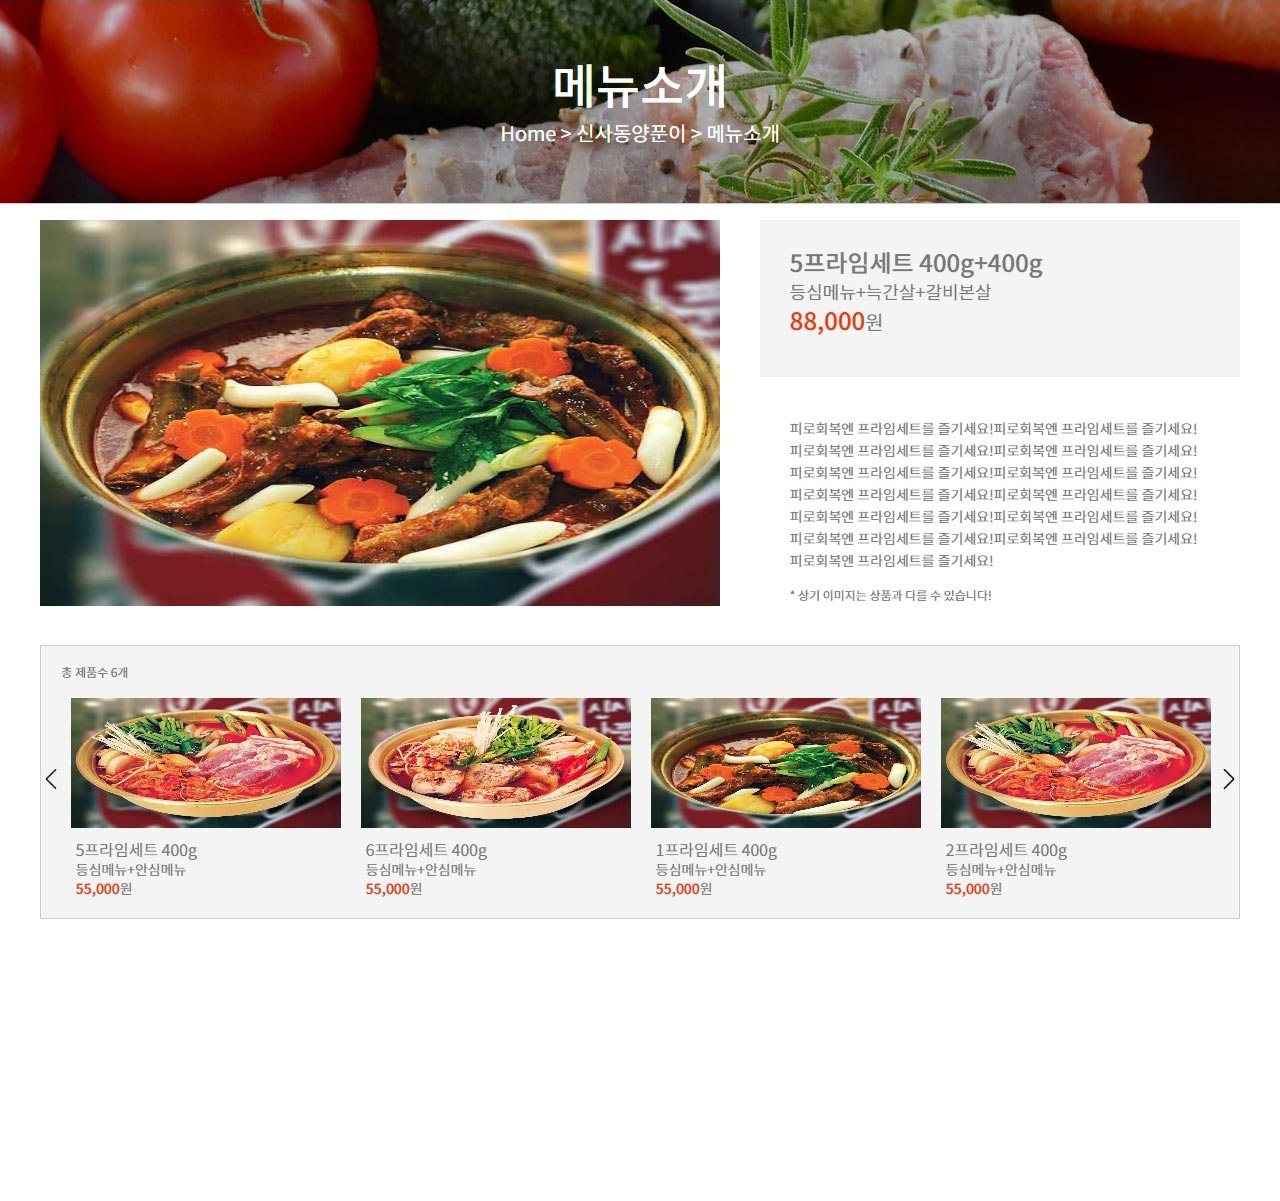 메뉴소개
Home > 신사동양푼이 > 메뉴소개
5프라임세트 400g+400g
등심메뉴+늑간살+갈비본살
88,000원
피로회복엔 프라임세트를 즐기세요!피로회복엔 프라임세트를 즐기세요!
피로회복엔 프라임세트를 즐기세요!피로회복엔 프라임세트를 즐기세요!
피로회복엔 프라임세트를 즐기세요!피로회복엔 프라임세트를 즐기세요!
피로회복엔 프라임세트를 즐기세요!피로회복엔 프라임세트를 즐기세요!
피로회복엔 프라임세트를 즐기세요!피로회복엔 프라임세트를 즐기세요!
피로회복엔 프라임세트를 즐기세요!피로회복엔 프라임세트를 즐기세요!
피로회복엔 프라임세트를 즐기세요!
* 상기 이미지는 상품과 다를 수 있습니다!
총 제품수 6개
5프라임세트 400g
등심메뉴+안심메뉴
55,000원
6프라임세트 400g
등심메뉴+안심메뉴
55,000원
1프라임세트 400g
등심메뉴+안심메뉴
55,000원
2프라임세트 400g
등심메뉴+안심메뉴
55,000원